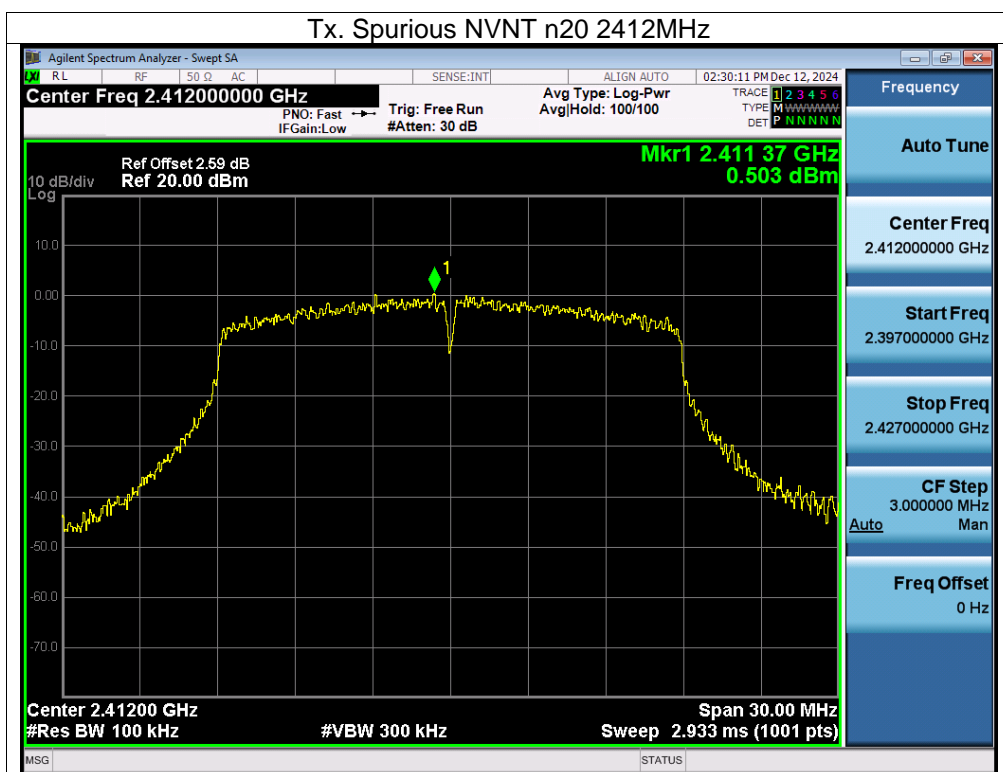 Tx. Spurious NVNT n20 2412MHz
Agilent Spectrum Analyzer - Swept SA
LXI RL RF 50 Ω AC SENSE:INT ALIGN AUTO 02:30:11 PM Dec 12, 2024
Center Freq 2.412000000 GHz
PNO: Fast
IFGain:Low
Trig: Free Run
#Atten: 30 dB
Avg Type: Log-Pwr
Avg|Hold: 100/100
TRACE 1 2 3 4 5 6
TYPE M WWWWW
DET P N N N N N
Mkr1 2.411 37 GHz
0.503 dBm
Ref Offset 2.59 dB
10 dB/div Ref 20.00 dBm
Log
10.0
0.00
-10.0
-20.0
-30.0
-40.0
-50.0
-60.0
-70.0
1
Center 2.41200 GHz Span 30.00 MHz
#Res BW 100 kHz #VBW 300 kHz Sweep 2.933 ms (1001 pts)
MSG STATUS
Frequency
Auto Tune
Center Freq
2.412000000 GHz
Start Freq
2.397000000 GHz
Stop Freq
2.427000000 GHz
CF Step
3.000000 MHz
Auto Man
Freq Offset
0 Hz